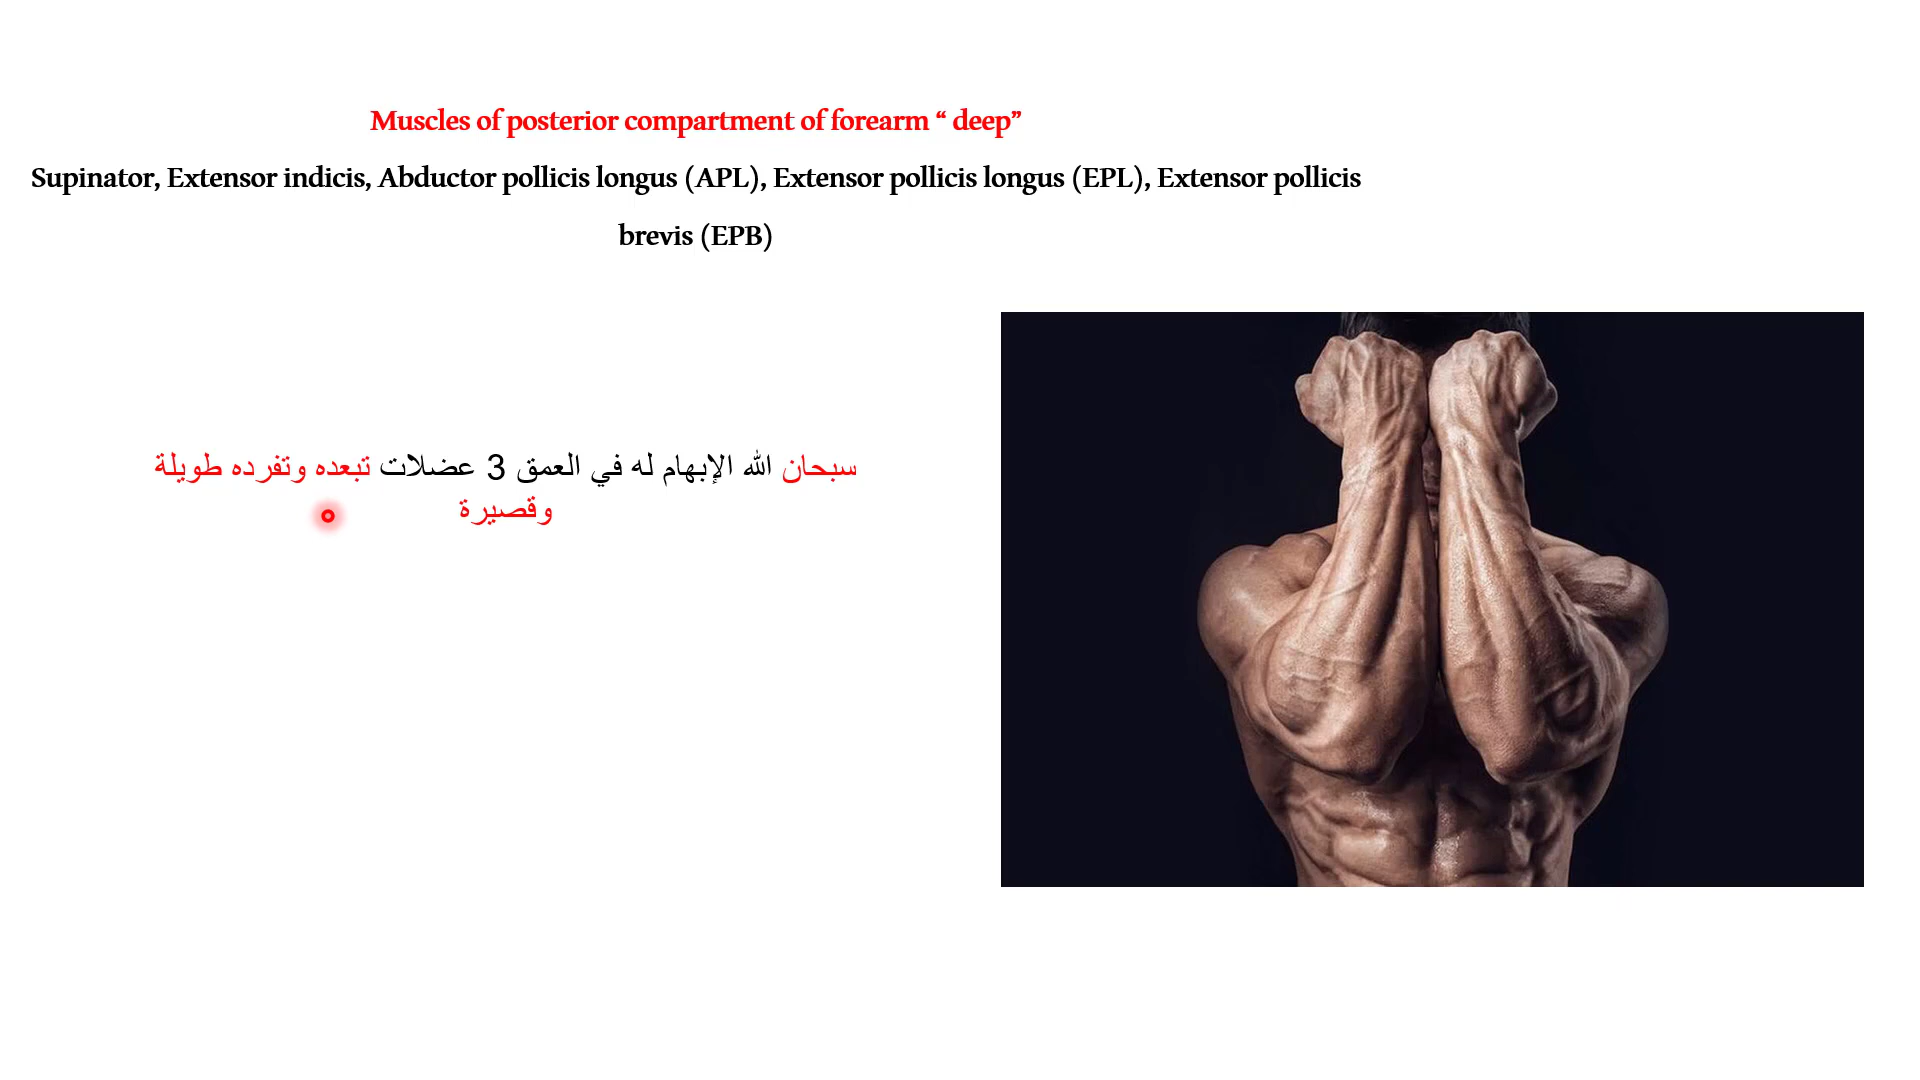 Muscles of posterior compartment of forearm “ deep”
Supinator, Extensor indicis, Abductor pollicis longus (APL), Extensor pollicis longus (EPL), Extensor pollicis
brevis (EPB)
سبحان الله الإبهام له في العمق 3 عضلات تبعده وتفرده طويلة
وقصيرة